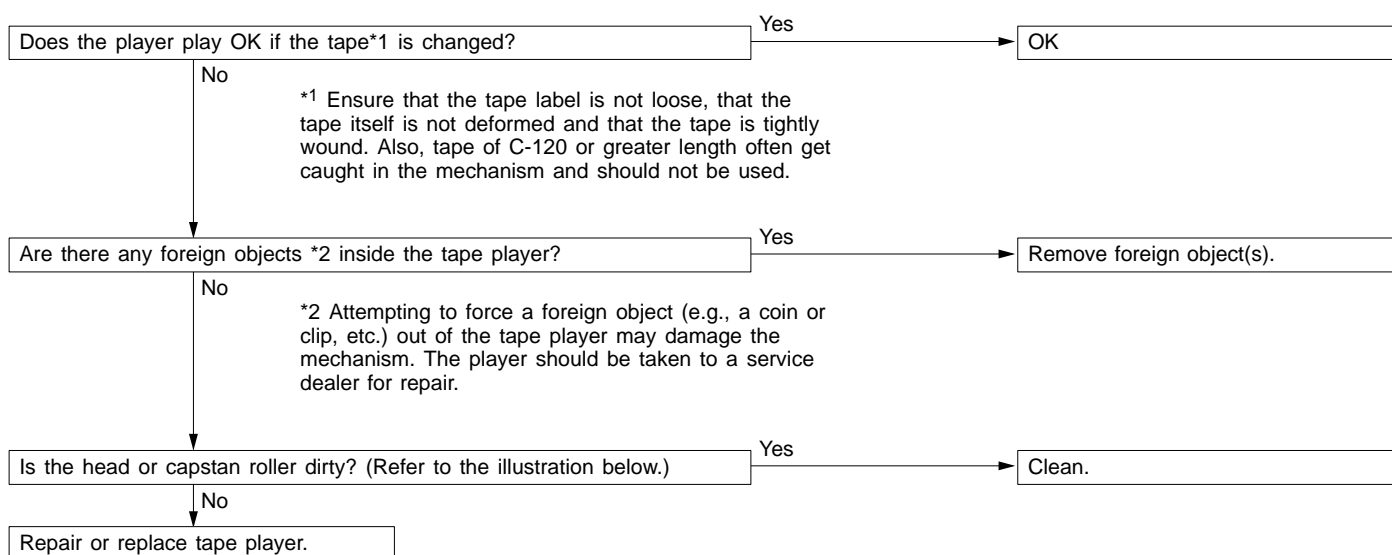 Does the player play OK if the tape*1 is changed?
Yes
OK
No
*1 Ensure that the tape label is not loose, that the
tape itself is not deformed and that the tape is tightly
wound. Also, tape of C-120 or greater length often get
caught in the mechanism and should not be used.
Are there any foreign objects *2 inside the tape player?
Yes
Remove foreign object(s).
No
*2 Attempting to force a foreign object (e.g., a coin or
clip, etc.) out of the tape player may damage the
mechanism. The player should be taken to a service
dealer for repair.
Is the head or capstan roller dirty? (Refer to the illustration below.)
Yes
Clean.
No
Repair or replace tape player.